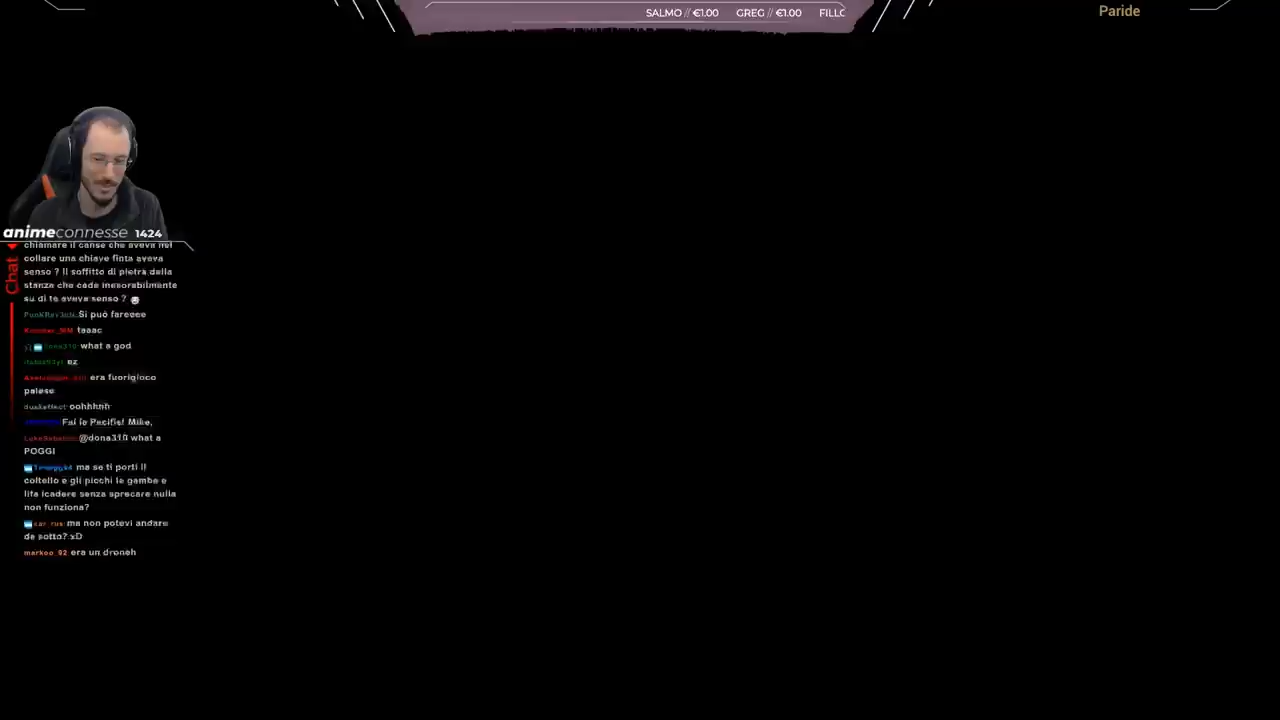 SALMO // €1.00 GREG // €1.00 FILLO
Paride
animeconnesse 1424
Chat
chiamare il canse che aveva nel
collare una chiave finta aveva
senso ? Il soffitto di pietra della
stanza che cade inesorabilmente
su di te aveva senso ?
Si può fareeee
taaac
what a god
ez
era fuorigioco
palese
oohhhhh
Fai le Pacifist Mike,
@dona310 what a
POGGI
ma se ti porti il
coltello e gli picchi le gambe e
senza sprecare nulla
non funziona?
ma non potevi andare
de sotto? xD
markoo_92 era un droneh